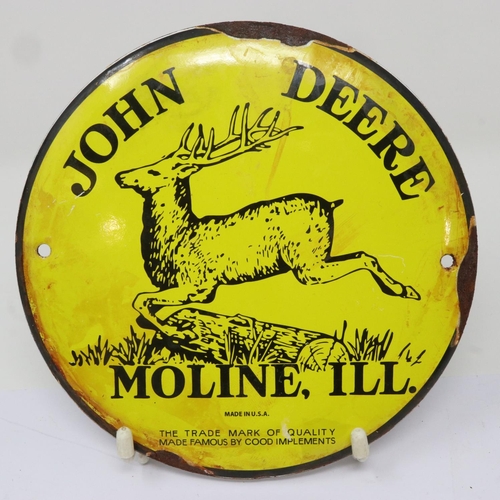 JOHN DEERE
MOLINE, ILL.
MADE IN U.S.A.
THE TRADE MARK OF QUALITY
MADE FAMOUS BY COOD IMPLEMENTS